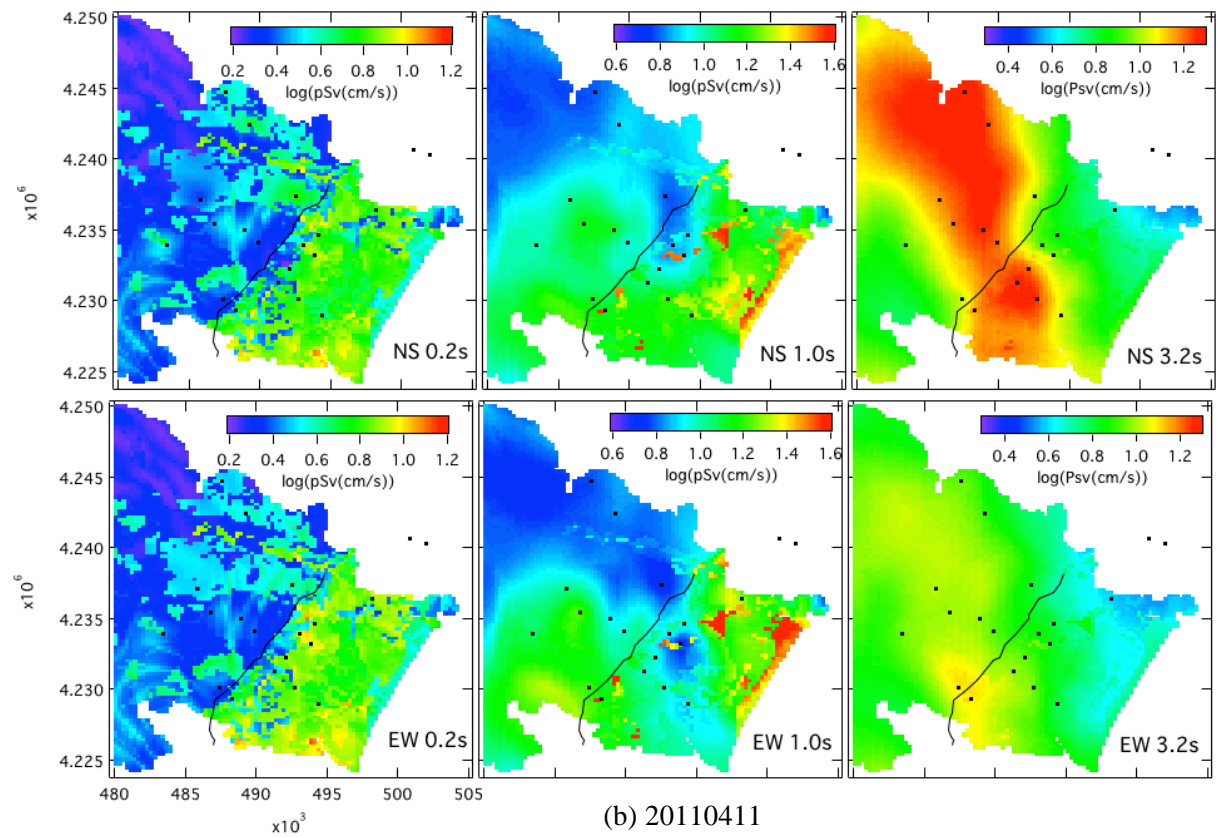 4.250
4.245
4.240
4.235
4.230
4.225
x10⁶
0.2 0.4 0.6 0.8 1.0 1.2
log(pSv(cm/s))
NS 0.2s
0.6 0.8 1.0 1.2 1.4 1.6
log(pSv(cm/s))
NS 1.0s
0.4 0.6 0.8 1.0 1.2
log(Psv(cm/s))
NS 3.2s
4.250
4.245
4.240
4.235
4.230
4.225
x10⁶
0.2 0.4 0.6 0.8 1.0 1.2
log(pSv(cm/s))
EW 0.2s
0.6 0.8 1.0 1.2 1.4 1.6
log(pSv(cm/s))
EW 1.0s
0.4 0.6 0.8 1.0 1.2
log(Psv(cm/s))
EW 3.2s
480 485 490 495 500 505
x10³
(b) 20110411